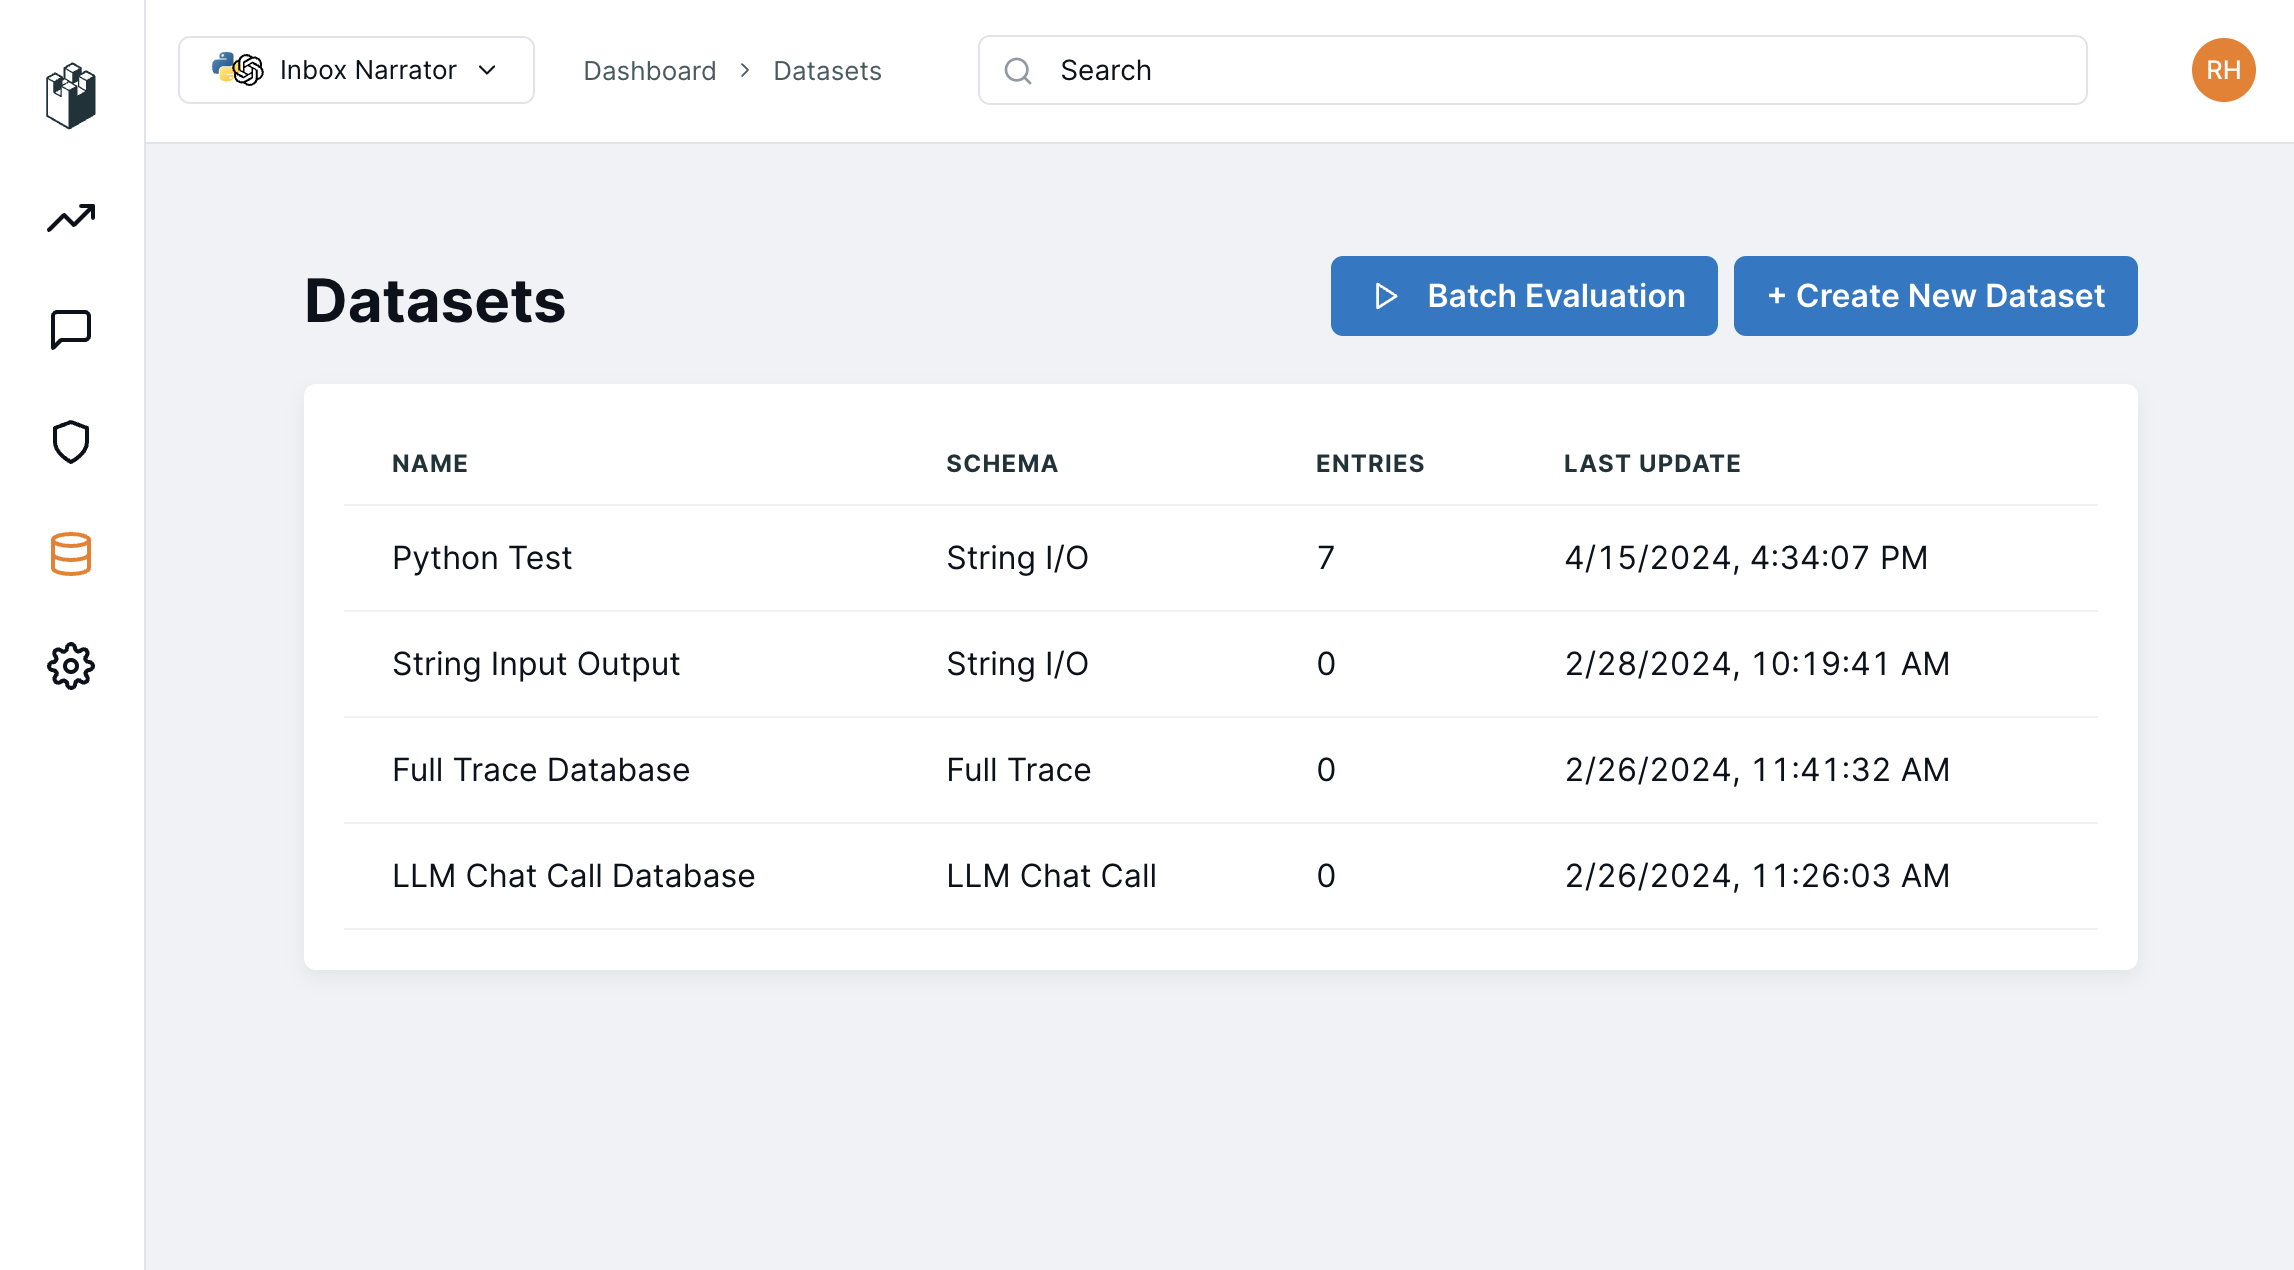 Inbox Narrator
Dashboard > Datasets
Search
RH
Datasets
Batch Evaluation
+ Create New Dataset
NAME SCHEMA ENTRIES LAST UPDATE
Python Test String I/O 7 4/15/2024, 4:34:07 PM
String Input Output String I/O 0 2/28/2024, 10:19:41 AM
Full Trace Database Full Trace 0 2/26/2024, 11:41:32 AM
LLM Chat Call Database LLM Chat Call 0 2/26/2024, 11:26:03 AM